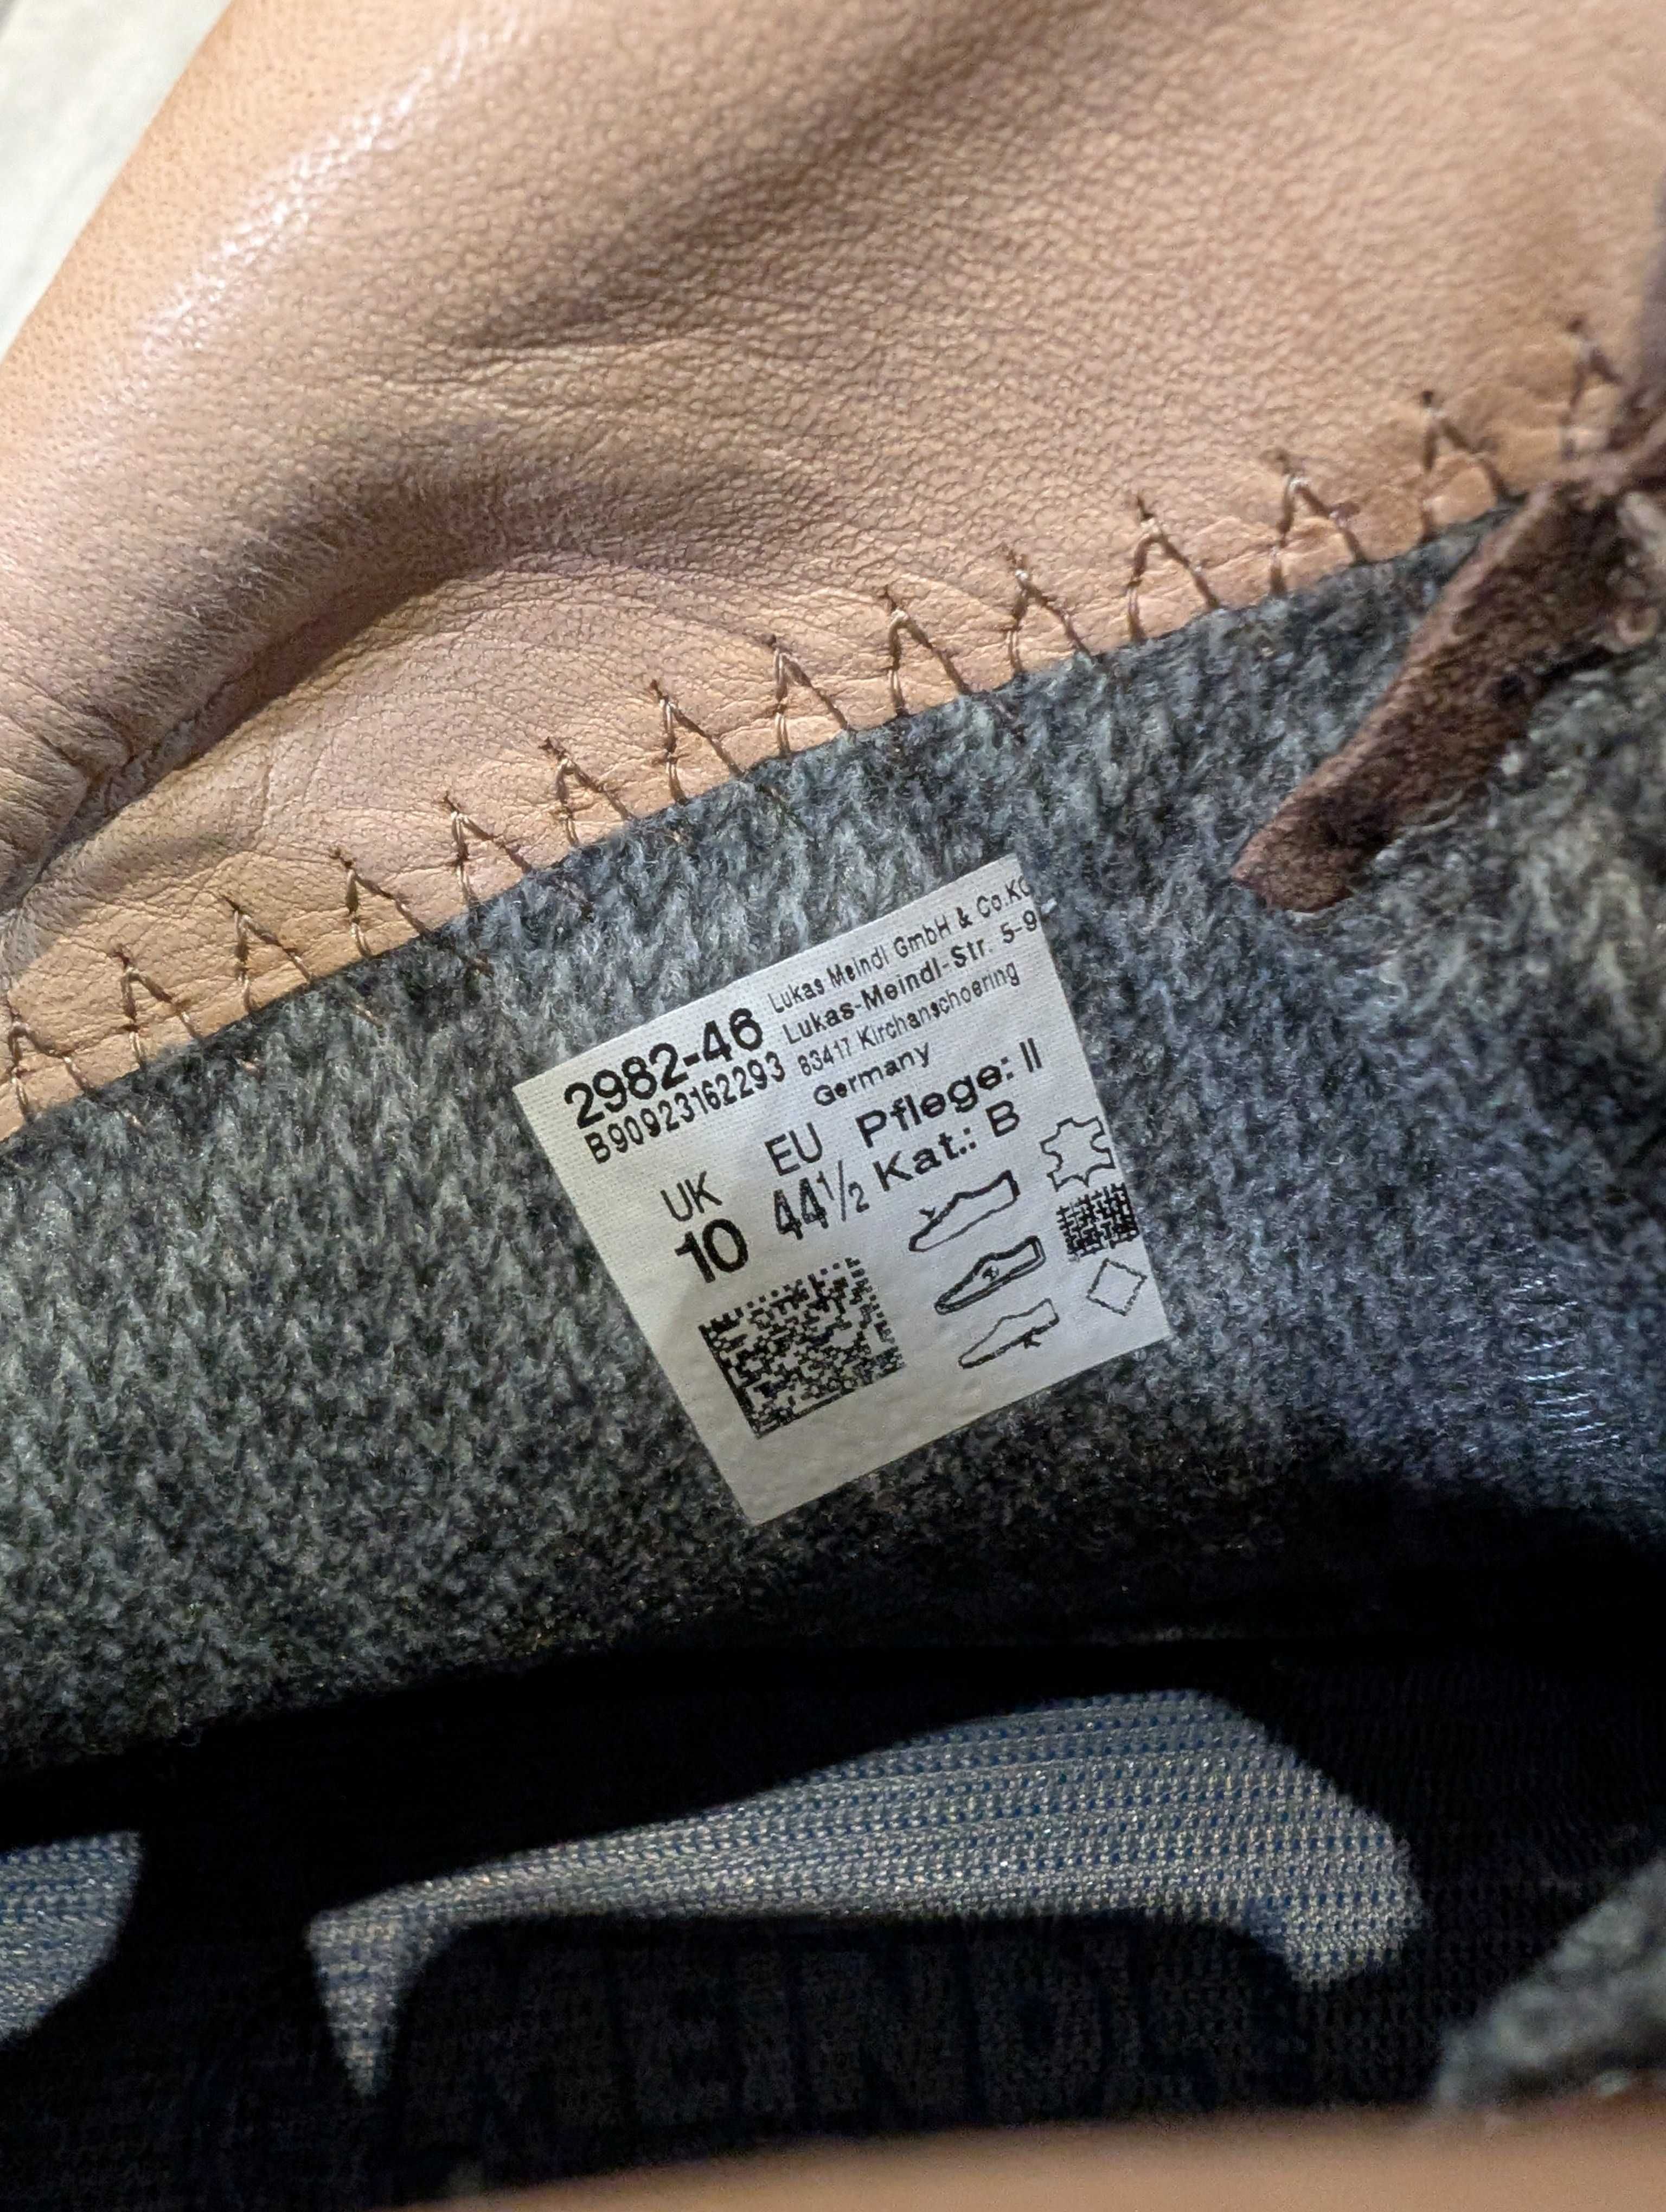 2982-46
B90923162293
Lukas Meindl GmbH & Co.KG
Lukas-Meindl-Str. 5-9
83417 Kirchanschoering
Germany
UK
10
EU
44½
Pflege: II
Kat.: B